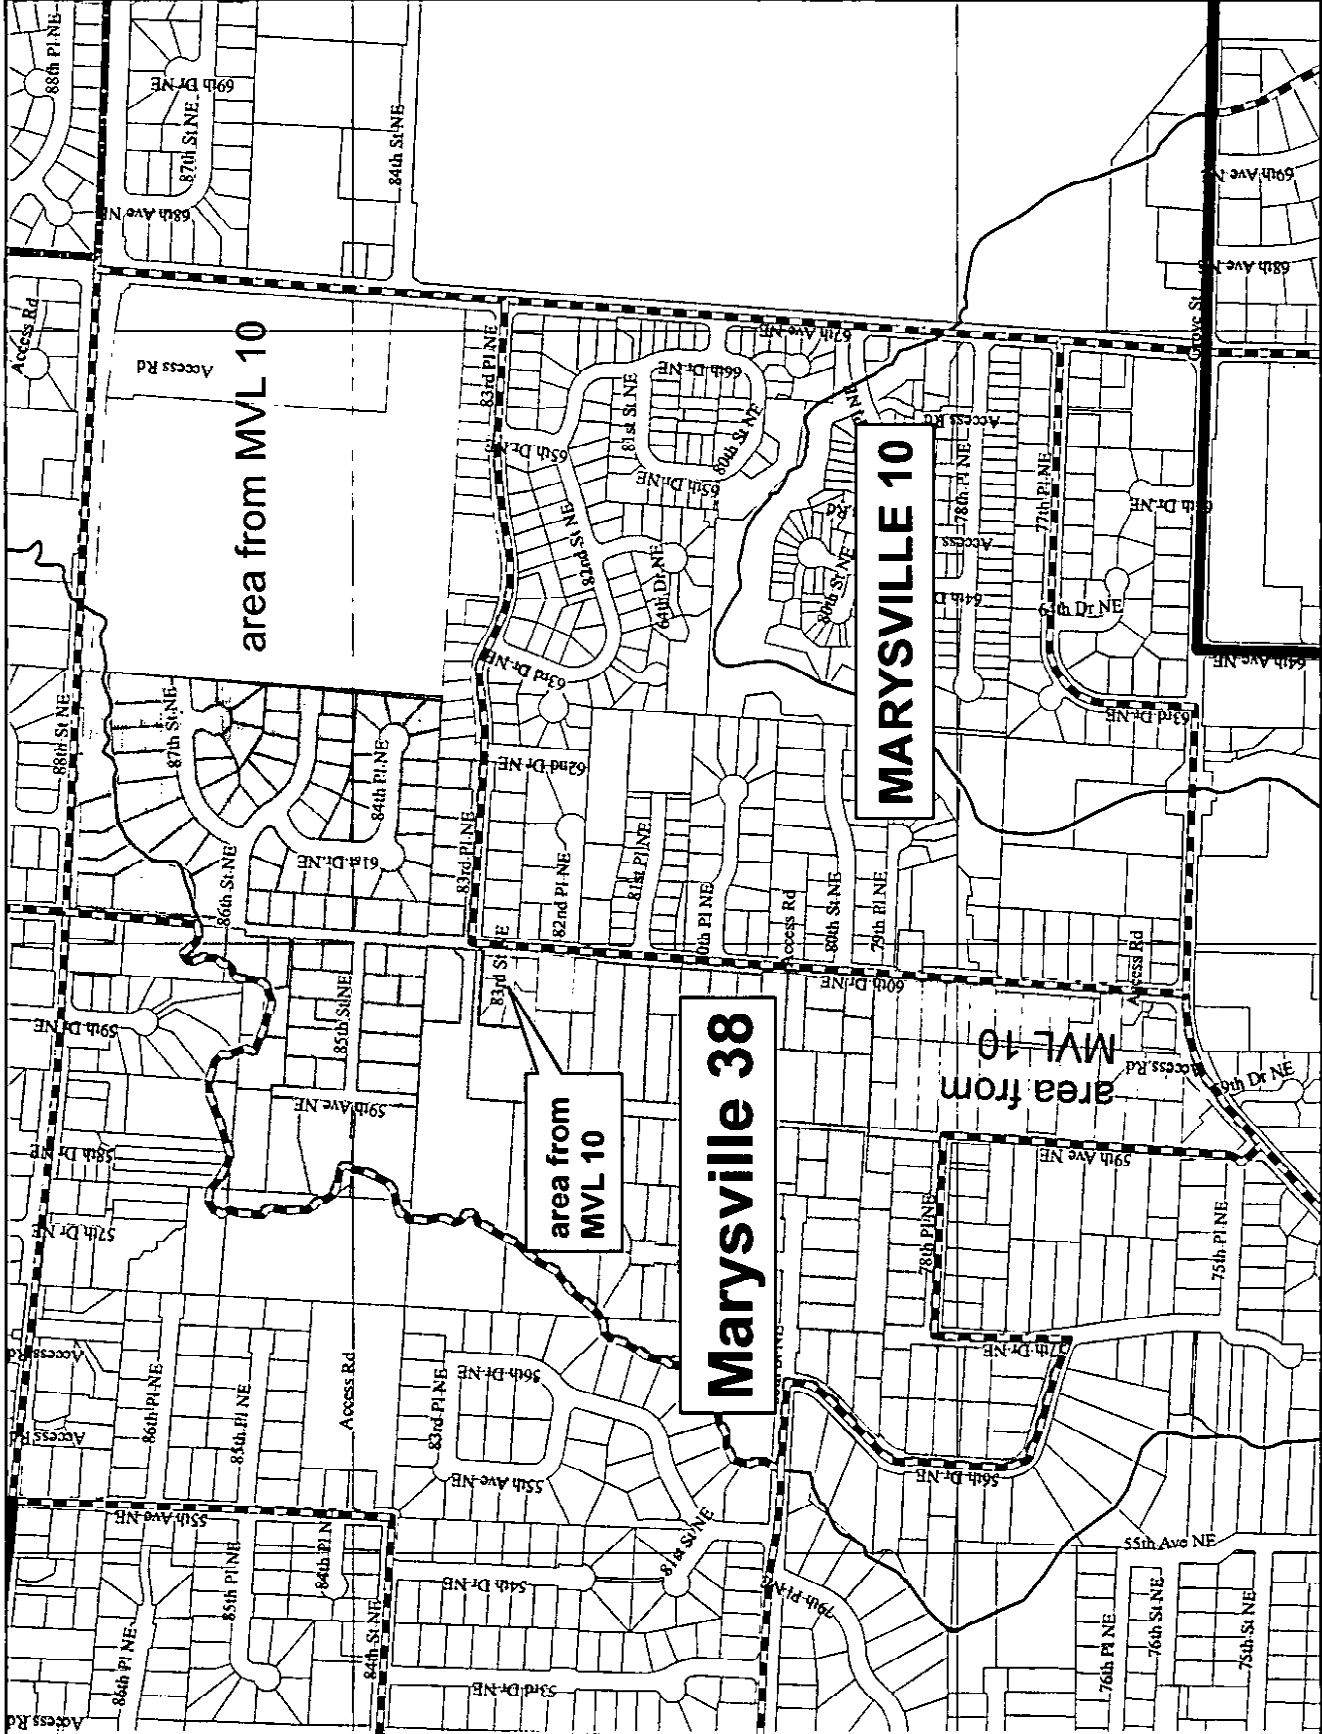 88th Pl NE
69th Dr NE
87th St NE
84th St NE
68th Ave NE
69th Ave NE
68th Ave NE
Access Rd
Access Rd
area from MVL 10
83rd Pl NE
67th Ave NE
Grove St
66th Dr NE
81st St NE
65th Dr NE
80th St NE
65th Dr NE
82nd St NE
64th Dr NE
Pl NE
Access Rd
78th Pl NE
77th Pl NE
Access
80th St NE
MARYSVILLE 10
64th Ave NE
63rd Dr NE
63rd Dr NE
88th St NE
87th St NE
84th Pl NE
62nd Dr NE
61st Dr NE
86th St NE
83rd Pl NE
82nd Pl NE
81st Pl NE
Access Rd
80th St NE
79th Pl NE
Access Rd
60th Dr NE
83rd St NE
85th St NE
59th Dr NE
59th Ave NE
area from
MVL 10
Marysville 38
area from
MVL 10
Access Rd
9th Dr NE
59th Ave NE
58th Dr NE
57th Dr NE
78th Pl NE
75th Pl NE
57th Dr NE
Access Rd
Access Rd
86th Pl NE
85th Pl NE
Access Rd
83rd Pl NE
56th Dr NE
55th Ave NE
56th Dr NE
55th Ave NE
55th Ave NE
85th Pl NE
84th Pl N
54th Dr NE
81st St NE
79th Pl NE
86th Pl NE
84th St NE
53rd Dr NE
76th Pl NE
76th St NE
75th St NE
Access Rd